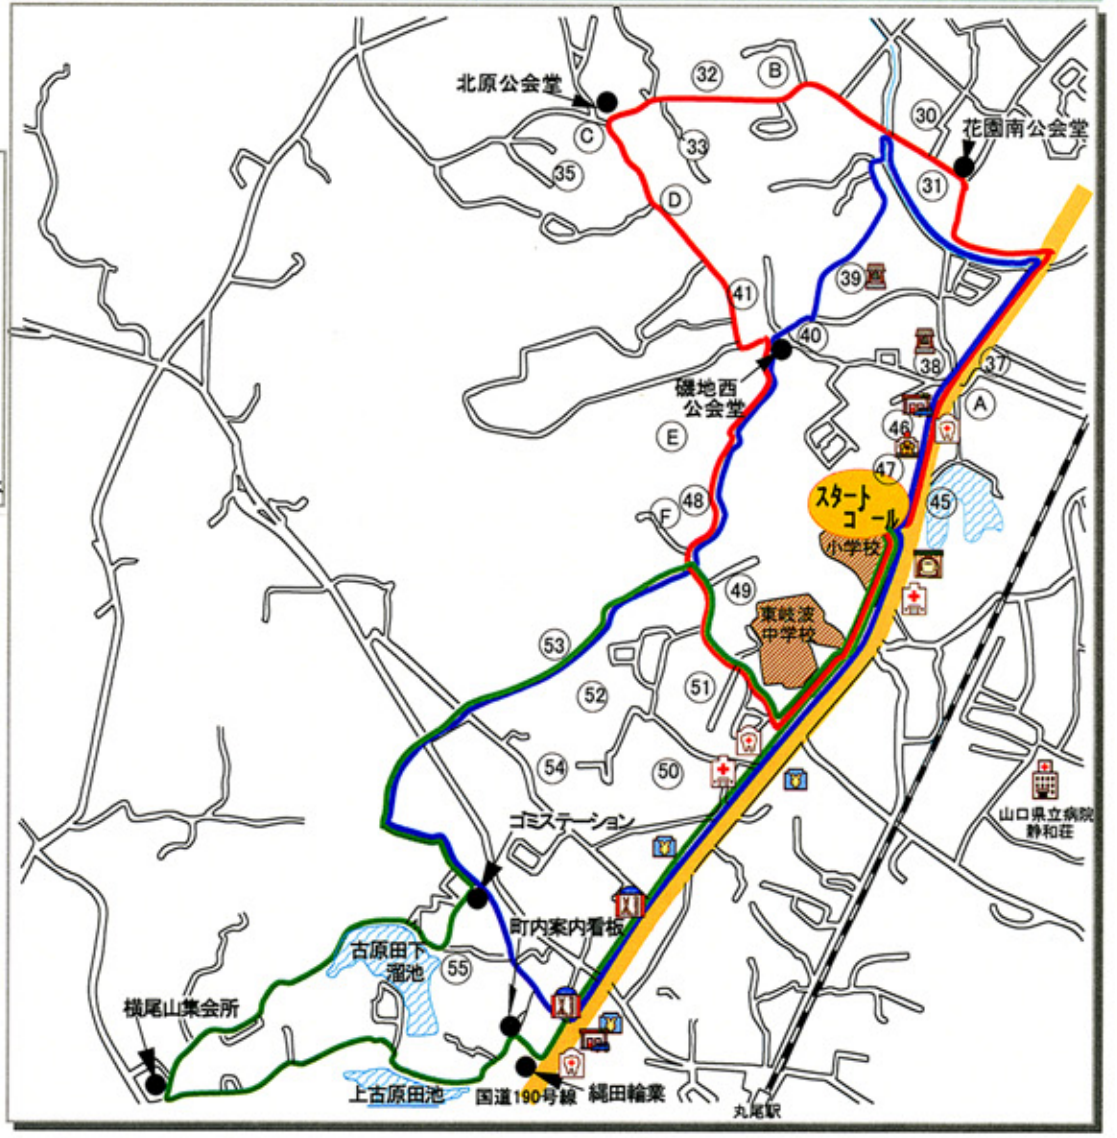 北原公会堂
32
B
30
花園南公会堂
C
33
35
31
D
39
41
40
38
37
磯地西
公会堂
A
46
E
47
スタート
ゴール
45
48
F
小学校
49
東岐波
中学校
53
52
51
54
50
山口県立病院
静和荘
ゴミステーション
町内案内看板
古原田下
溜池
55
横尾山集会所
上古原田池
国道190号線
縄田輪業
丸尾駅